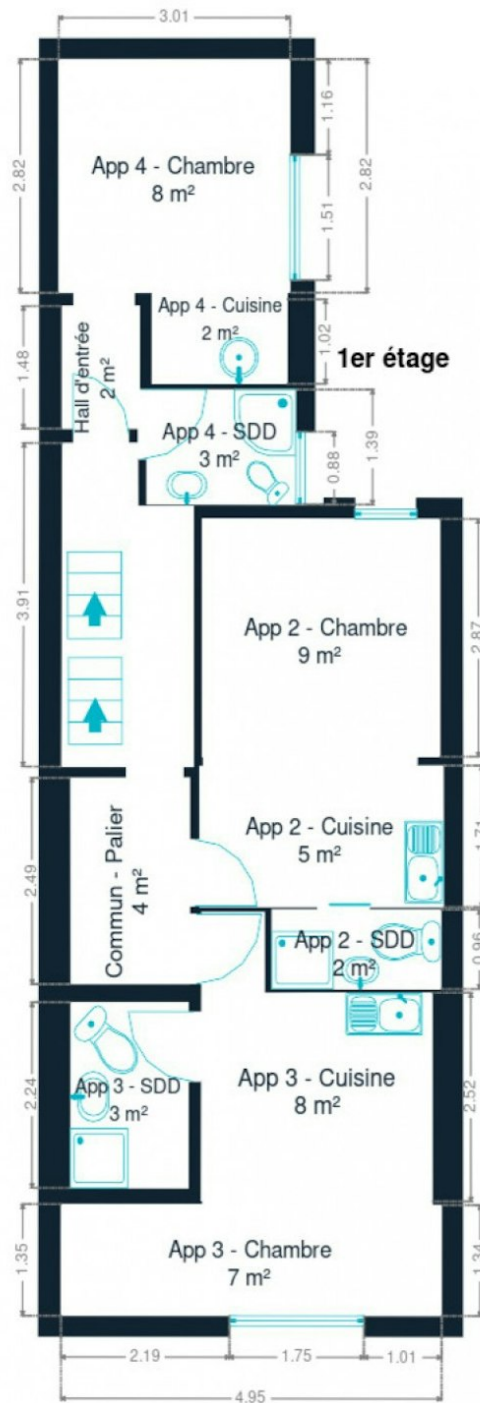 3.01
1.16
2.82
2.82
App 4 - Chambre
8 m²
1.51
App 4 - Cuisine
2 m²
1.02
1.48
Hall d'entrée
2 m²
1er étage
App 4 - SDD
3 m²
0.88
1.39
3.91
App 2 - Chambre
9 m²
2.87
App 2 - Cuisine
5 m²
1.71
Commun - Palier
4 m²
2.49
App 2 - SDD
2 m²
0.96
App 3 - Cuisine
8 m²
2.52
App 3 - SDD
3 m²
2.24
App 3 - Chambre
7 m²
1.35
1.34
2.19
1.75
1.01
4.95